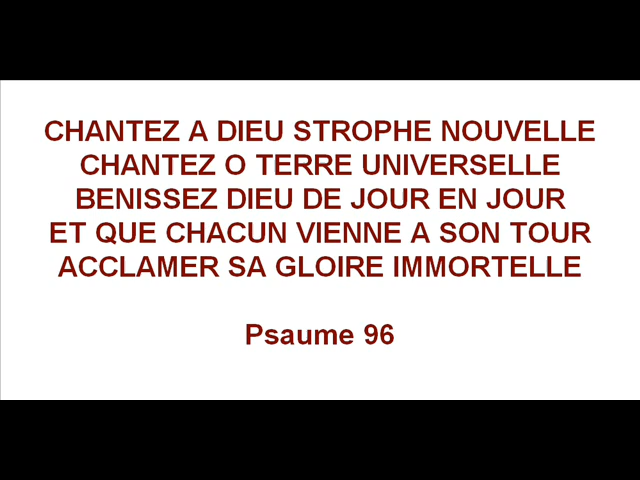 CHANTEZ A DIEU STROPHE NOUVELLE
CHANTEZ O TERRE UNIVERSELLE
BENISSEZ DIEU DE JOUR EN JOUR
ET QUE CHACUN VIENNE A SON TOUR
ACCLAMER SA GLOIRE IMMORTELLE
Psaume 96